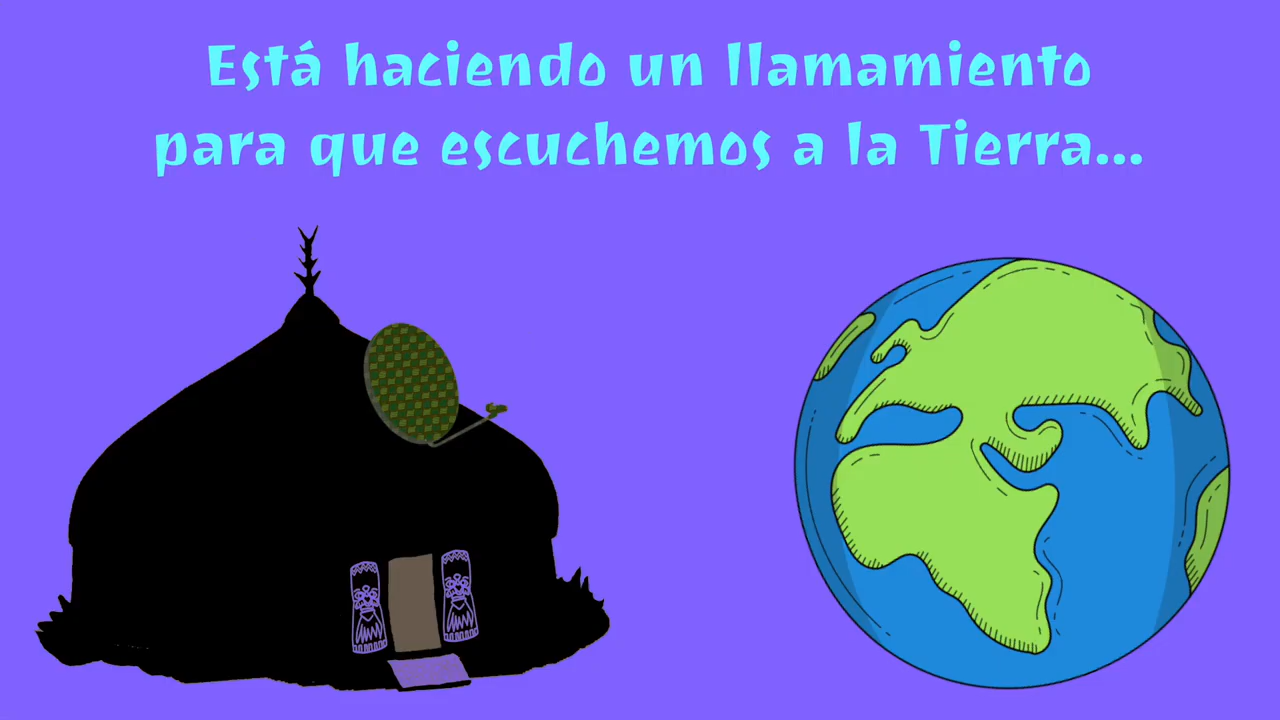 Está haciendo un llamamiento
para que escuchemos a la Tierra...